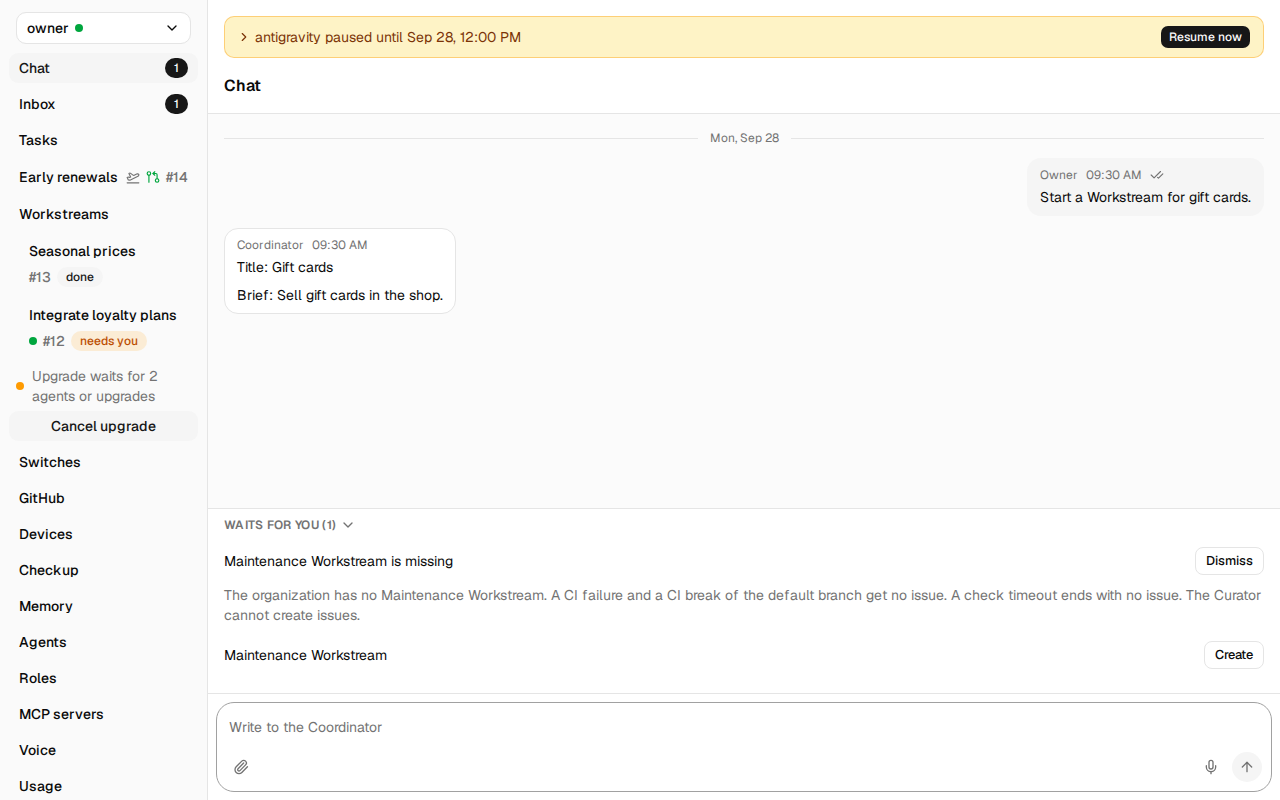 owner
Chat 1
Inbox 1
Tasks
Early renewals #14
Workstreams
Seasonal prices
#13 done
Integrate loyalty plans
#12 needs you
Upgrade waits for 2
agents or upgrades
Cancel upgrade
Switches
GitHub
Devices
Checkup
Memory
Agents
Roles
MCP servers
Voice
Usage
antigravity paused until Sep 28, 12:00 PM
Resume now
Chat
Mon, Sep 28
Owner 09:30 AM
Start a Workstream for gift cards.
Coordinator 09:30 AM
Title: Gift cards
Brief: Sell gift cards in the shop.
WAITS FOR YOU (1)
Maintenance Workstream is missing
Dismiss
The organization has no Maintenance Workstream. A CI failure and a CI break of the default branch get no issue. A check timeout ends with no issue. The Curator
cannot create issues.
Maintenance Workstream
Create
Write to the Coordinator